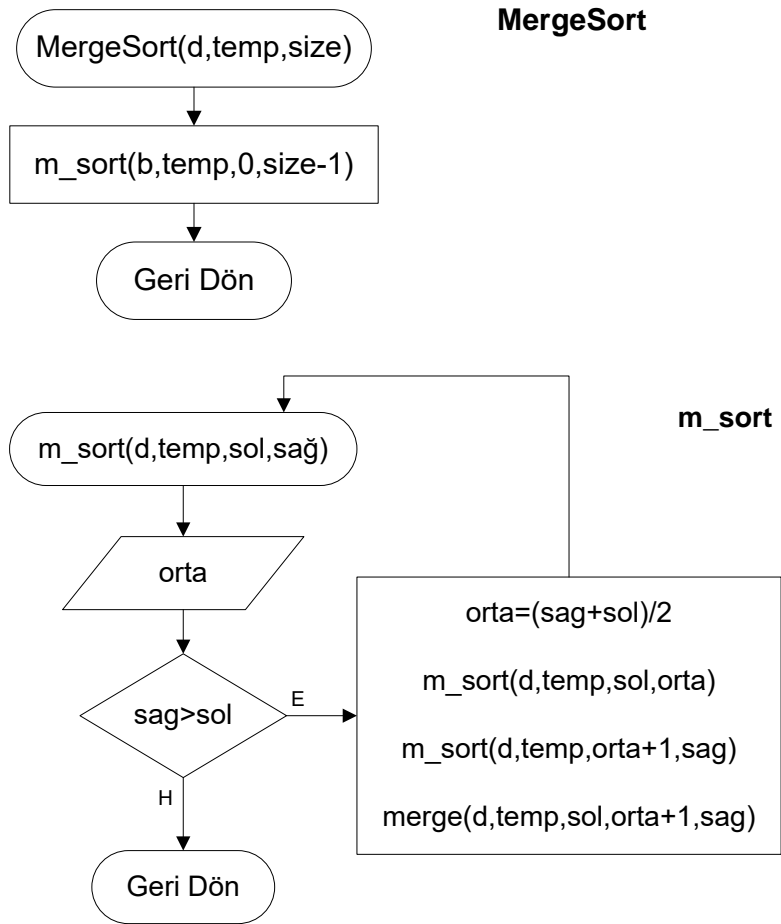 MergeSort
MergeSort(d,temp,size)
m_sort(b,temp,0,size-1)
Geri Dön
m_sort
m_sort(d,temp,sol,sağ)
orta
sag>sol
E
H
Geri Dön
orta=(sag+sol)/2
m_sort(d,temp,sol,orta)
m_sort(d,temp,orta+1,sag)
merge(d,temp,sol,orta+1,sag)